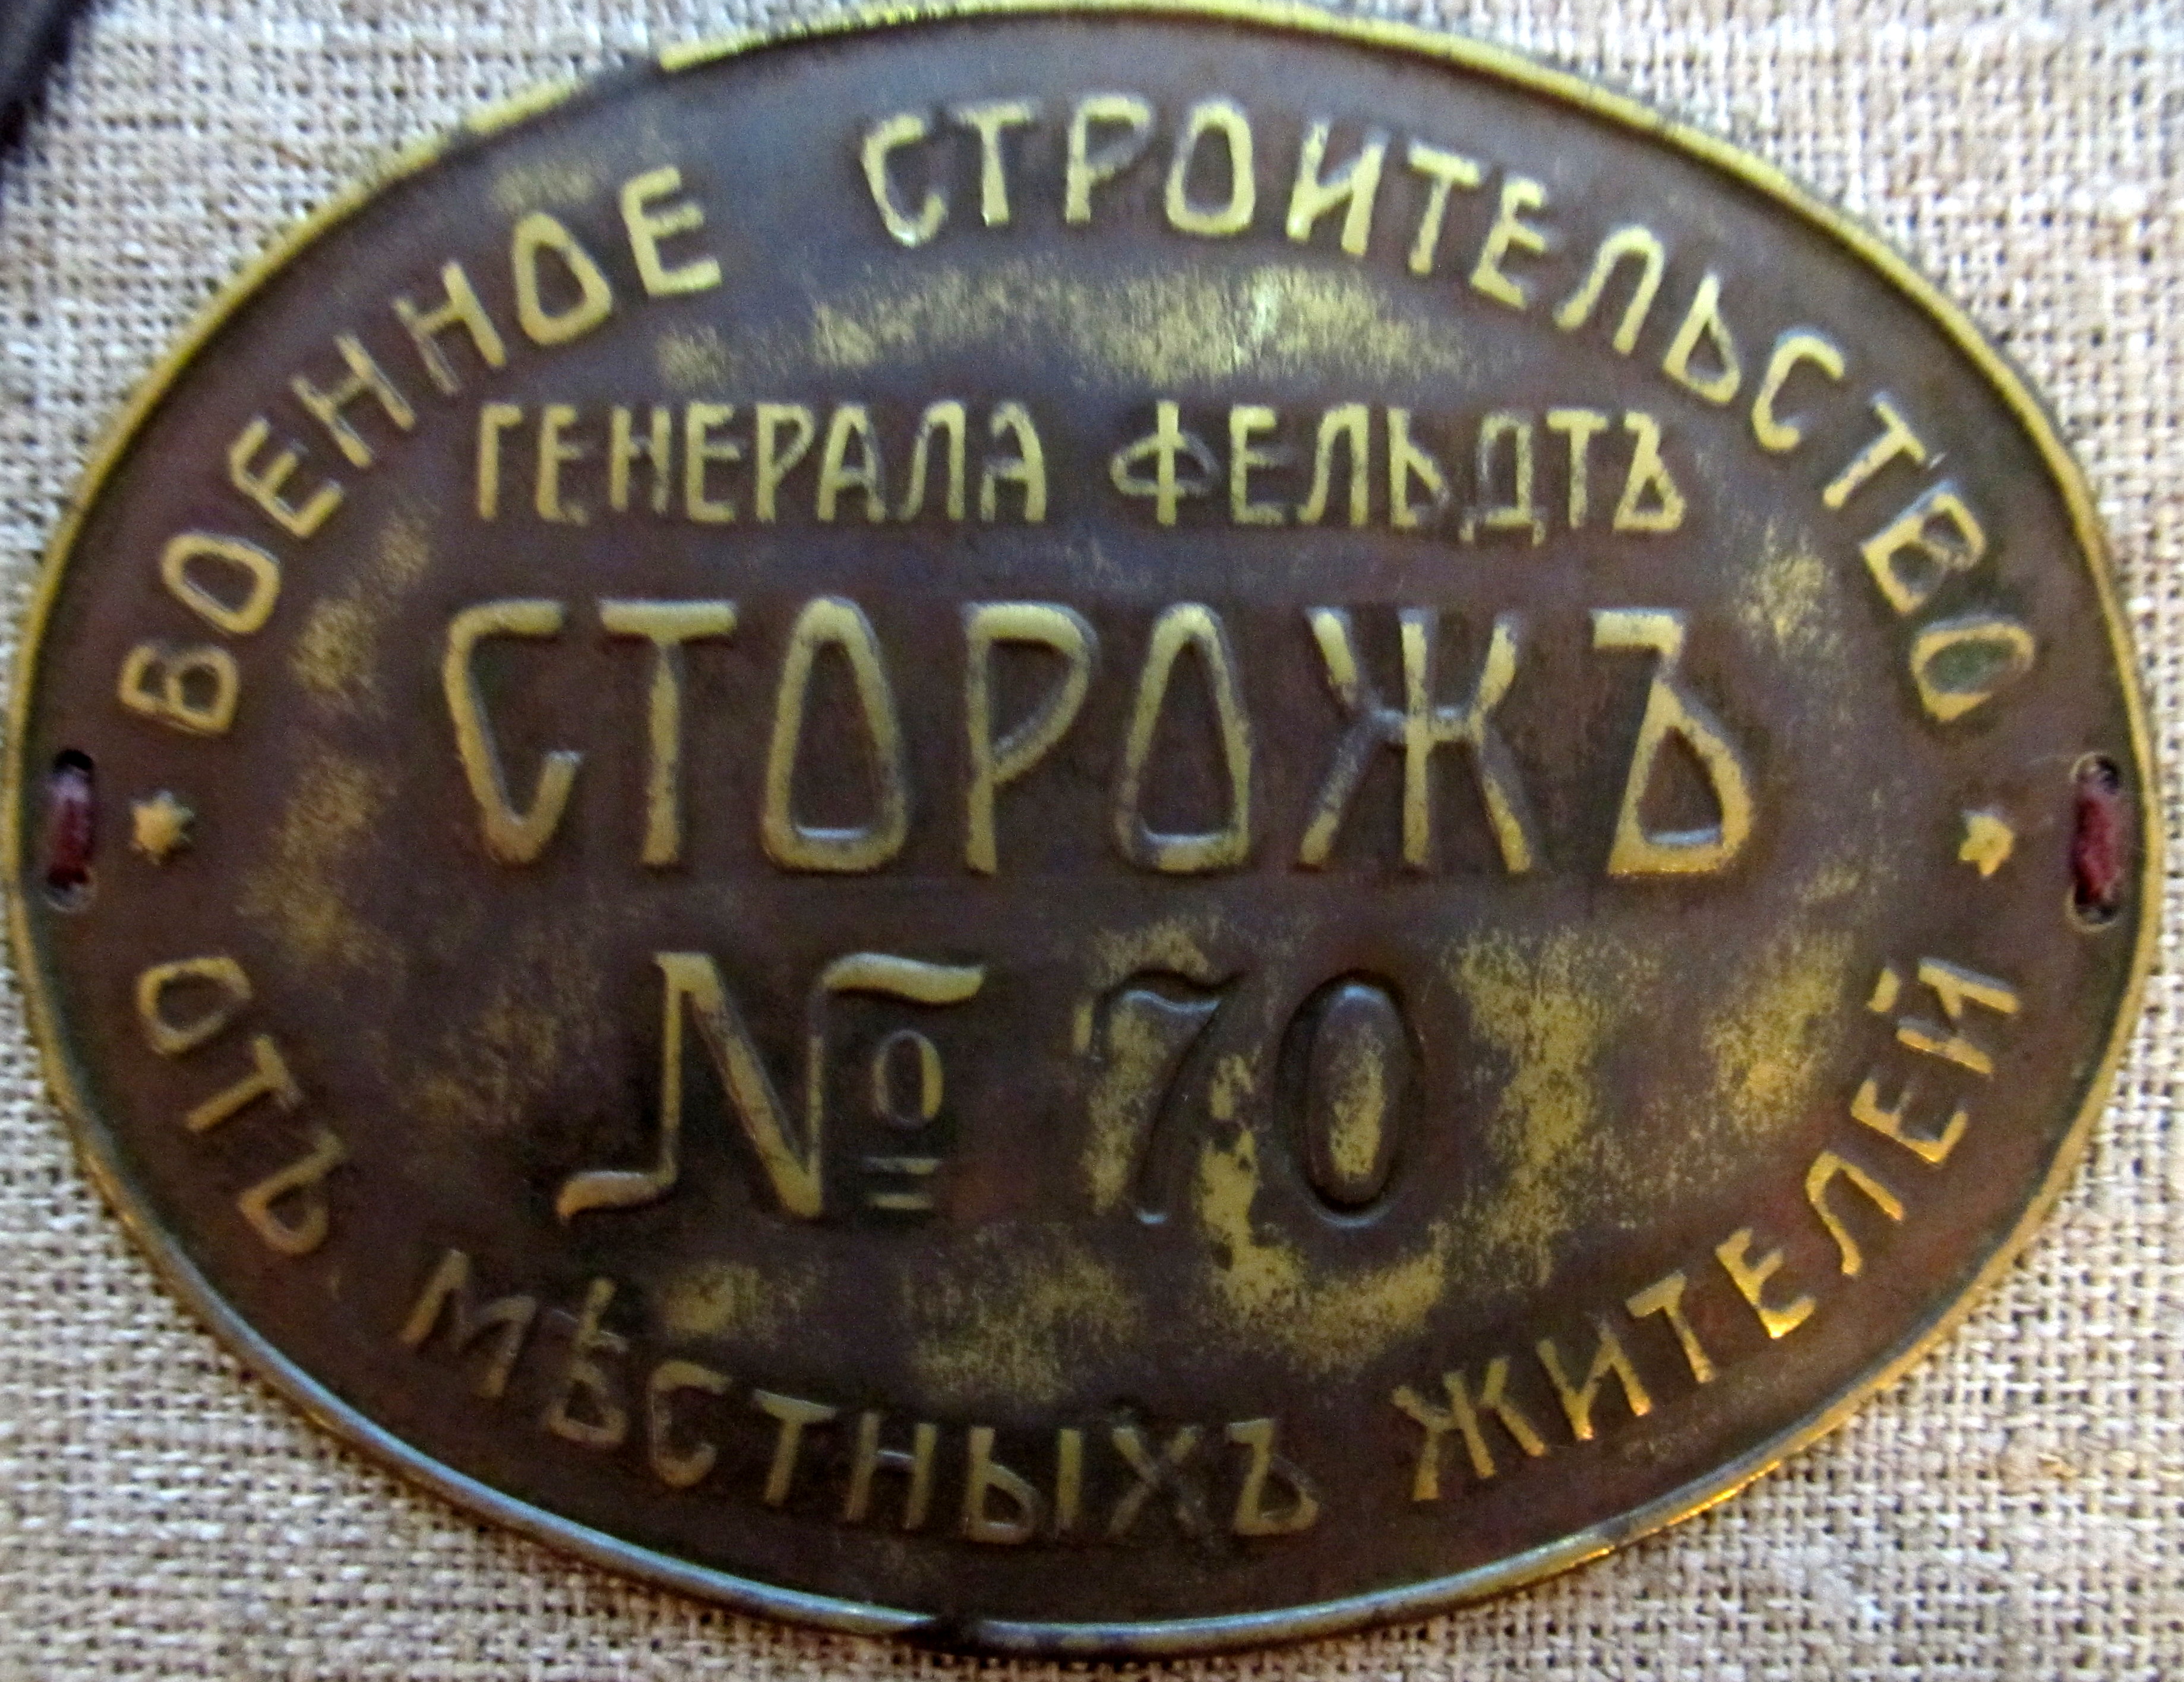 ВОЕННОЕ СТРОИТЕЛЬСТВО
ГЕНЕРАЛА ФЕЛЬДТЪ
СТОРОЖЪ
№ 70
ОТЪ МѢСТНЫХЪ ЖИТЕЛЕЙ